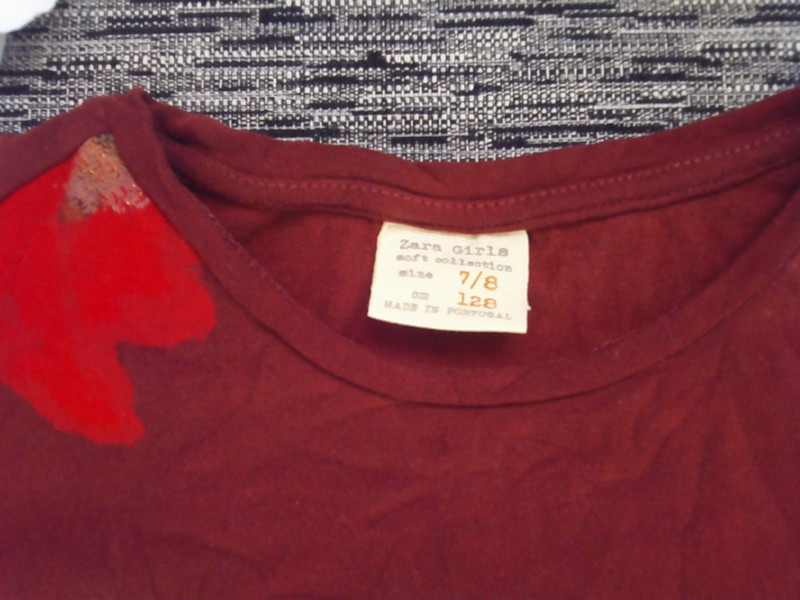 Zara Girls
soft collection
size 7/8
cm 128
MADE IN PORTUGAL